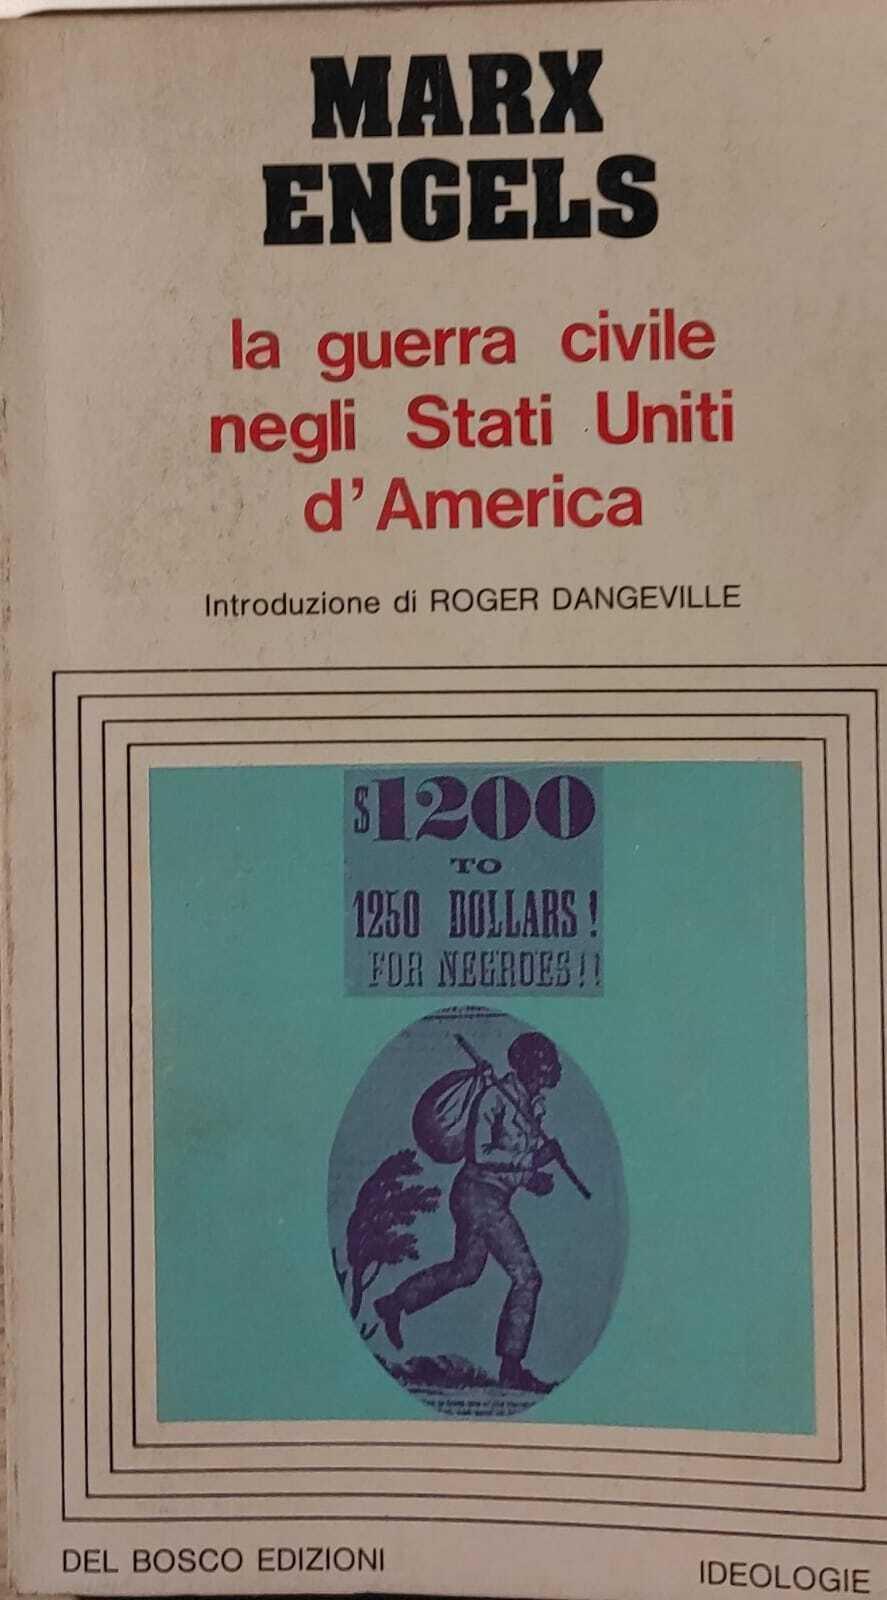 MARX
ENGELS
la guerra civile
negli Stati Uniti
d'America
Introduzione di ROGER DANGEVILLE
$1200
TO
1250 DOLLARS!
FOR NEGROES!!
DEL BOSCO EDIZIONI
IDEOLOGIE